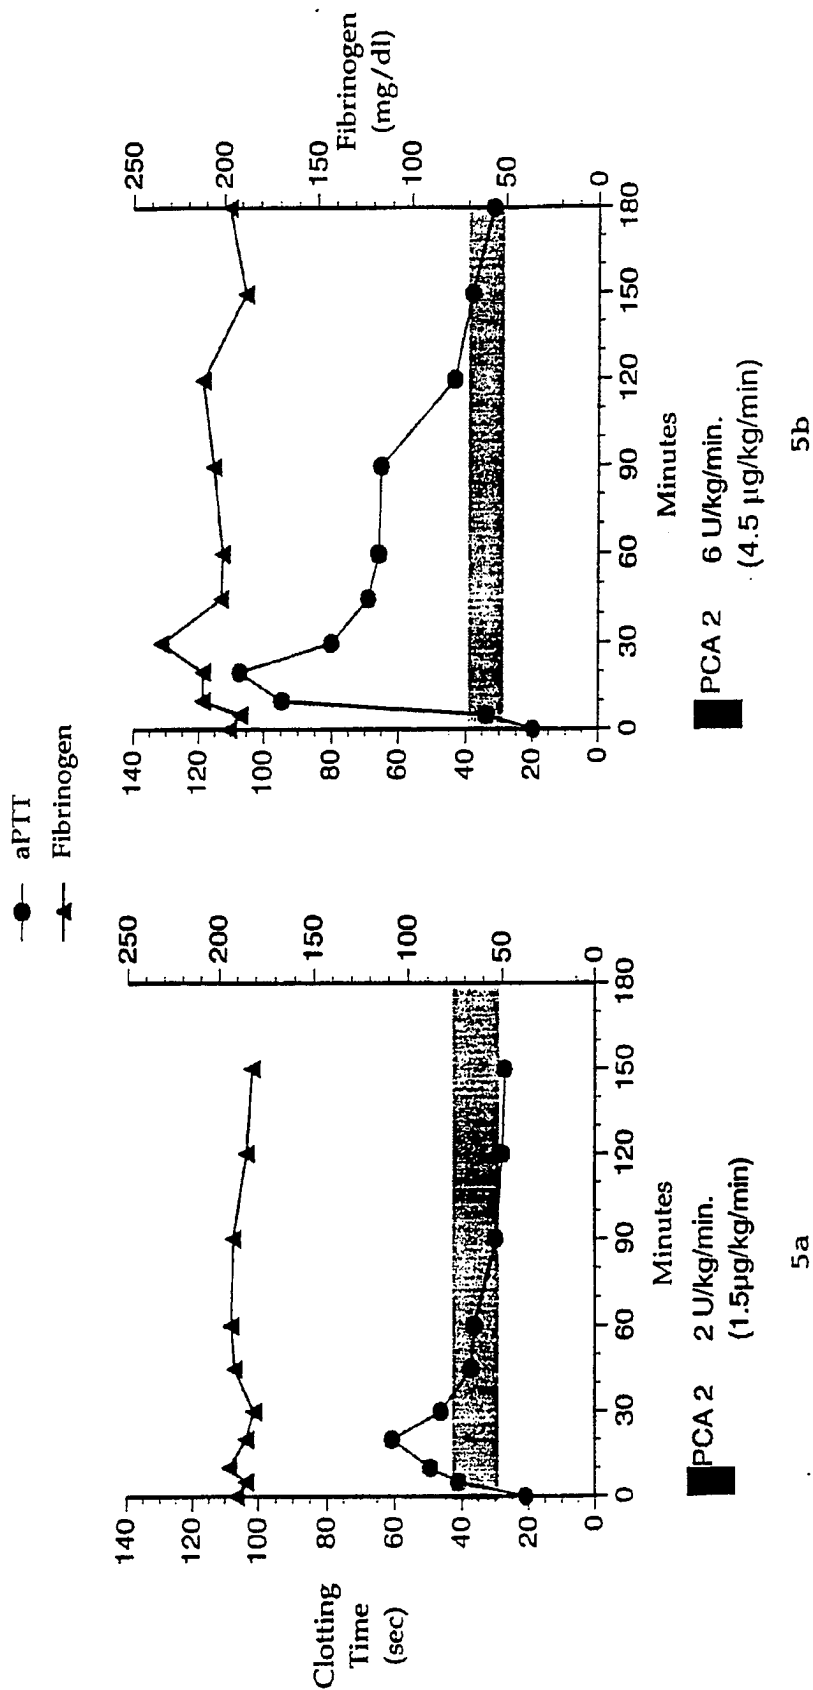 aPTT
Fibrinogen
Clotting
Time
(sec)
140
120
100
80
60
40
20
0
250
200
150
100
50
0
0
30
60
90
120
150
180
Minutes
PCA 2
2 U/kg/min.
(1.5µg/kg/min)
5a
140
120
100
80
60
40
20
0
250
200
150
100
50
0
Fibrinogen
(mg/dl)
0
30
60
90
120
150
180
Minutes
PCA 2
6 U/kg/min.
(4.5 µg/kg/min)
5b